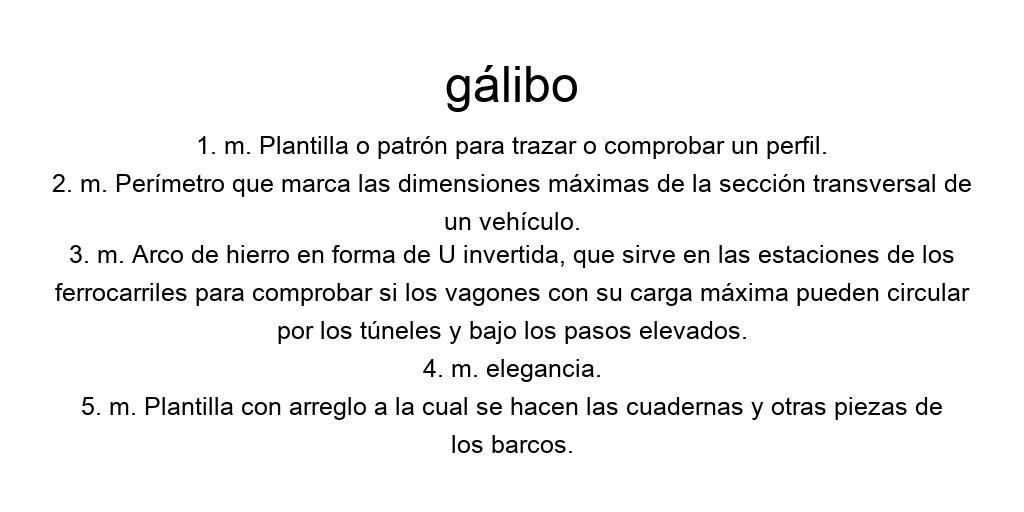 gálibo
1. m. Plantilla o patrón para trazar o comprobar un perfil.
2. m. Perímetro que marca las dimensiones máximas de la sección transversal de
un vehículo.
3. m. Arco de hierro en forma de U invertida, que sirve en las estaciones de los
ferrocarriles para comprobar si los vagones con su carga máxima pueden circular
por los túneles y bajo los pasos elevados.
4. m. elegancia.
5. m. Plantilla con arreglo a la cual se hacen las cuadernas y otras piezas de
los barcos.